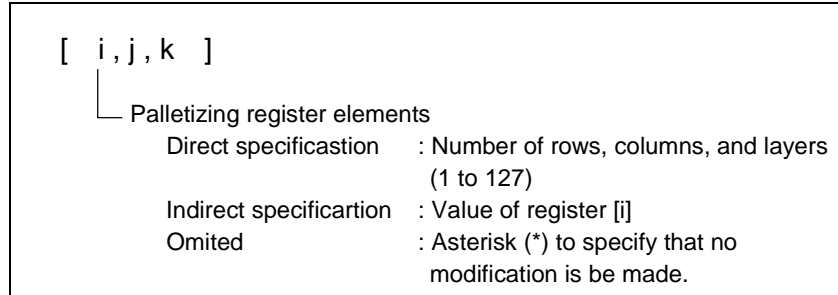 [ i , j , k ]
Palletizing register elements
Direct specificastion : Number of rows, columns, and layers
(1 to 127)
Indirect specificartion : Value of register [i]
Omited : Asterisk (*) to specify that no
modification is be made.